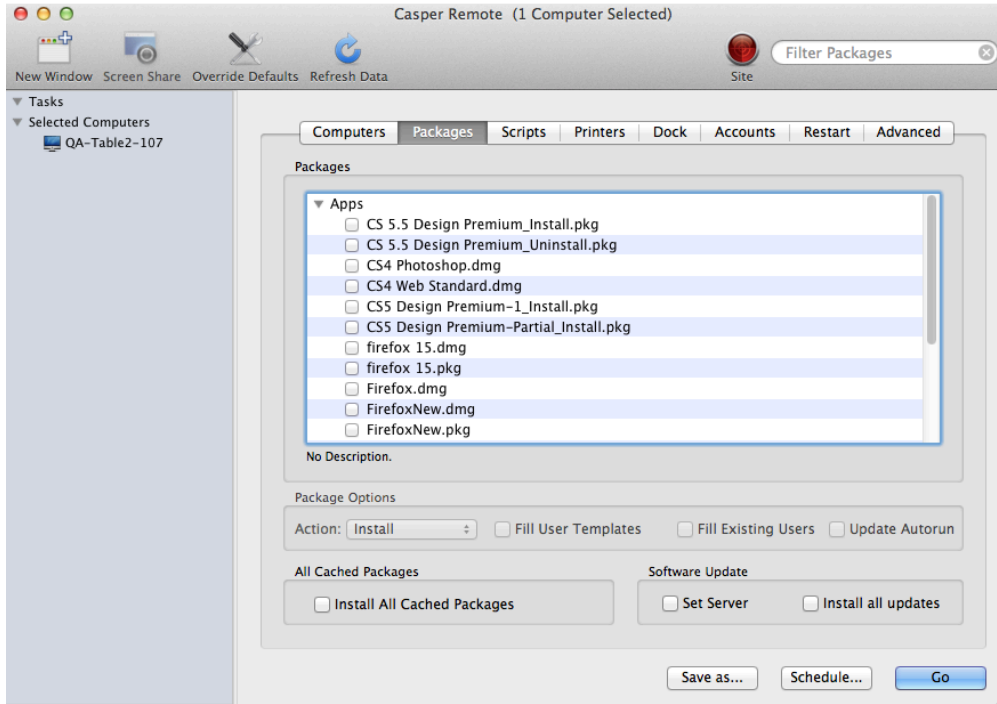 Casper Remote (1 Computer Selected)
New Window Screen Share Override Defaults Refresh Data Site Filter Packages
Tasks
Selected Computers
QA-Table2-107
Computers Packages Scripts Printers Dock Accounts Restart Advanced
Packages
Apps
CS 5.5 Design Premium_Install.pkg
CS 5.5 Design Premium_Uninstall.pkg
CS4 Photoshop.dmg
CS4 Web Standard.dmg
CS5 Design Premium-1_Install.pkg
CS5 Design Premium-Partial_Install.pkg
firefox 15.dmg
firefox 15.pkg
Firefox.dmg
FirefoxNew.dmg
FirefoxNew.pkg
No Description.
Package Options
Action: Install Fill User Templates Fill Existing Users Update Autorun
All Cached Packages Software Update
Install All Cached Packages Set Server Install all updates
Save as... Schedule... Go